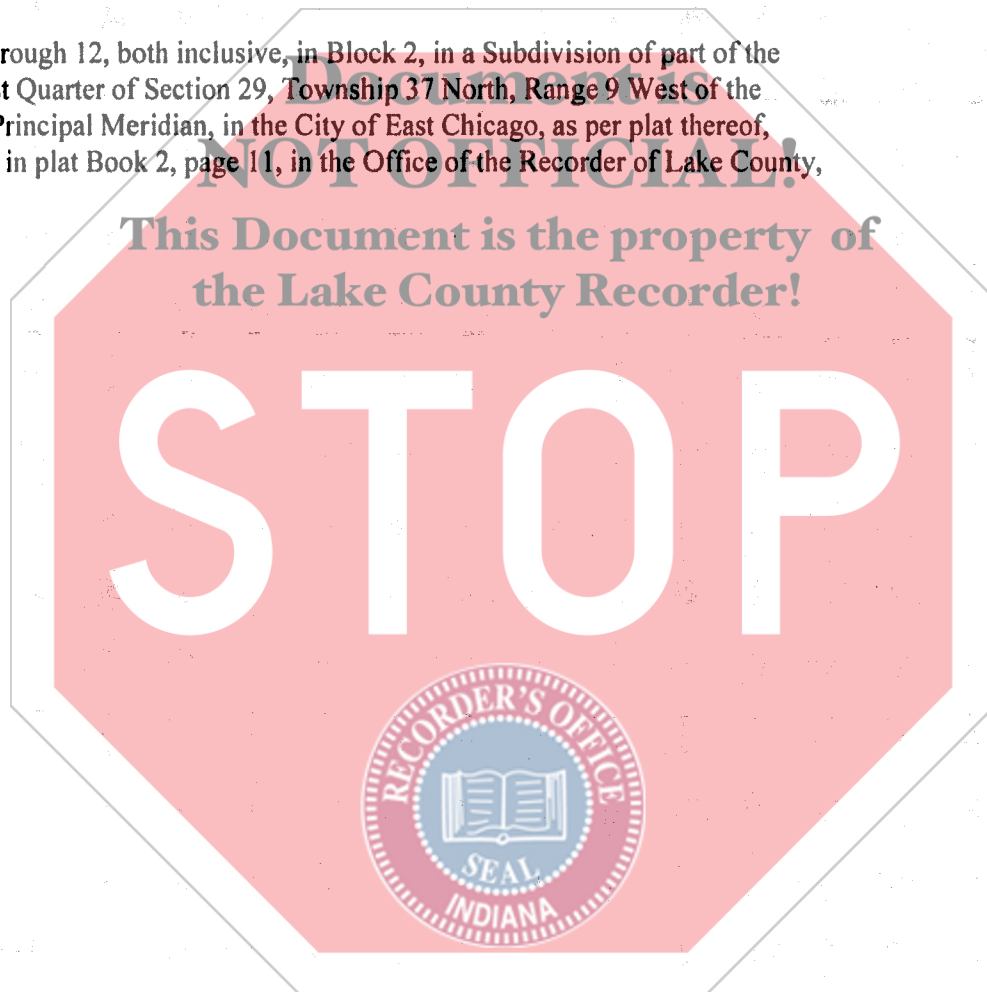 rough 12, both inclusive, in Block 2, in a Subdivision of part of the
t Quarter of Section 29, Township 37 North, Range 9 West of the
Principal Meridian, in the City of East Chicago, as per plat thereof,
in plat Book 2, page 11, in the Office of the Recorder of Lake County,
Document is
NOT OFFICIAL!
This Document is the property of
the Lake County Recorder!
STOP
RECORDER'S OFFICE
SEAL
INDIANA